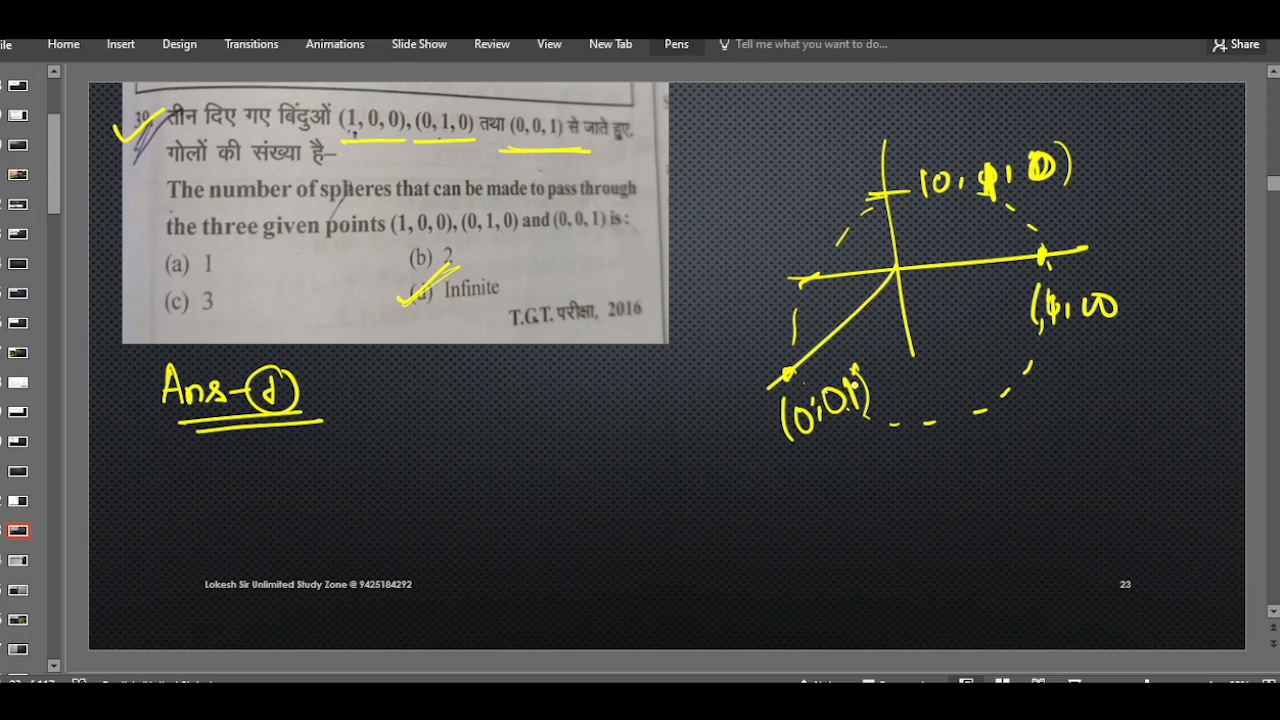 File Home Insert Design Transitions Animations Slide Show Review View New Tab Pens Tell me what you want to do... Share
30. तीन दिए गए बिंदुओं (1, 0, 0), (0, 1, 0) तथा (0, 0, 1) से जाते हुए,
गोलों की संख्या है–
The number of spheres that can be made to pass through
the three given points (1, 0, 0), (0, 1, 0) and (0, 0, 1) is :
(a) 1 (b) 2
(c) 3 (d) Infinite
T.G.T. परीक्षा, 2016
Ans-d
(0, 1, 0)
(0, 0, 1)
Lokesh Sir Unlimited Study Zone @ 9425184292
23